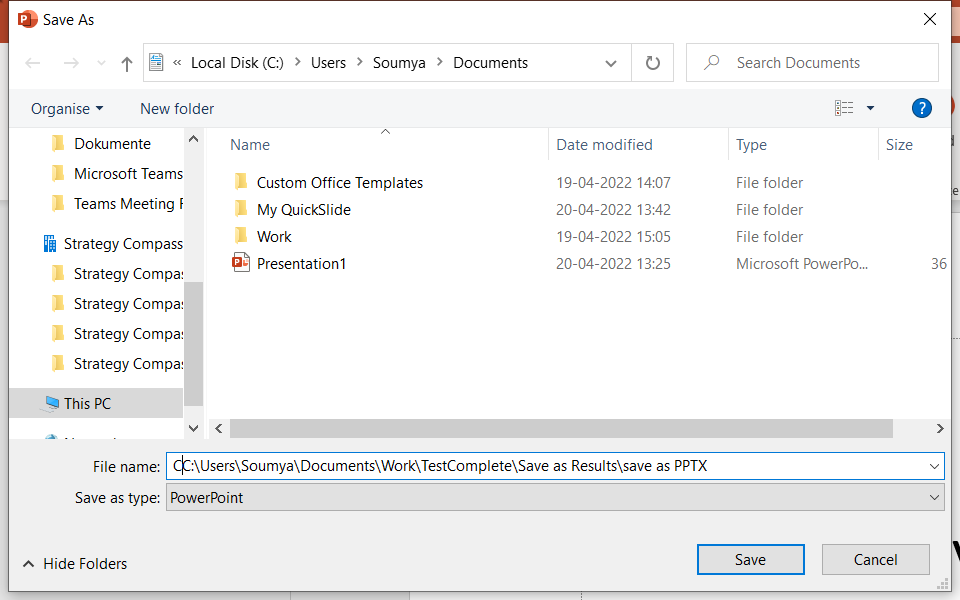 Save As
« Local Disk (C:) > Users > Soumya > Documents
Search Documents
Organise
New folder
?
Dokumente
Microsoft Teams
Teams Meeting
Strategy Compass
Strategy Compas
Strategy Compas
Strategy Compas
Strategy Compas
This PC
Name Date modified Type Size
Custom Office Templates 19-04-2022 14:07 File folder
My QuickSlide 20-04-2022 13:42 File folder
Work 19-04-2022 15:05 File folder
Presentation1 20-04-2022 13:25 Microsoft PowerPo... 36
File name: CC:\Users\Soumya\Documents\Work\TestComplete\Save as Results\save as PPTX
Save as type: PowerPoint
Hide Folders
Save
Cancel